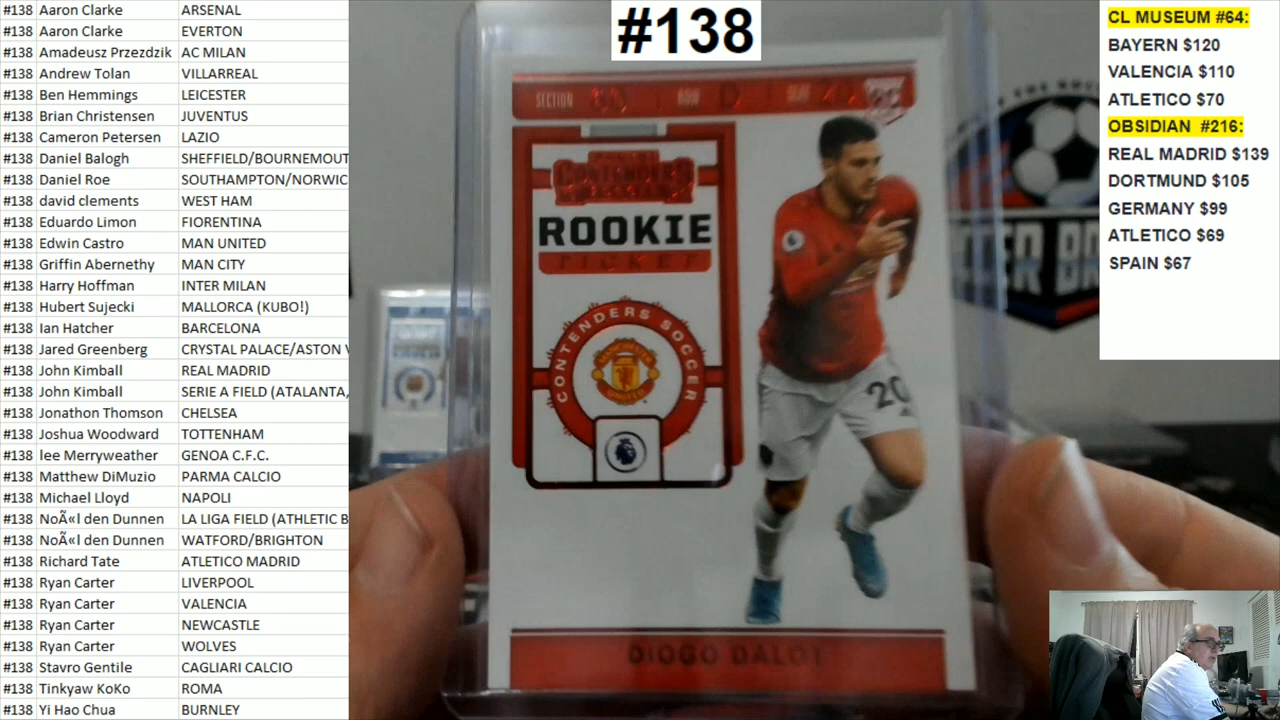 #138 Aaron Clarke ARSENAL
#138 Aaron Clarke EVERTON
#138 Amadeusz Przedzdzik AC MILAN
#138 Andrew Tolan VILLARREAL
#138 Ben Hemmings LEICESTER
#138 Brian Christensen JUVENTUS
#138 Cameron Petersen LAZIO
#138 Daniel Balogh SHEFFIELD/BOURNEMOUT
#138 Daniel Roe SOUTHAMPTON/NORWIC
#138 david clements WEST HAM
#138 Eduardo Limon FIORENTINA
#138 Edwin Castro MAN UNITED
#138 Griffin Abernethy MAN CITY
#138 Harry Hoffman INTER MILAN
#138 Hubert Sujecki MALLORCA (KUBO!)
#138 Ian Hatcher BARCELONA
#138 Jared Greenberg CRYSTAL PALACE/ASTON V
#138 John Kimball REAL MADRID
#138 John Kimball SERIE A FIELD (ATALANTA,
#138 Jonathon Thomson CHELSEA
#138 Joshua Woodward TOTTENHAM
#138 lee Merryweather GENOA C.F.C.
#138 Matthew DiMuzio PARMA CALCIO
#138 Michael Lloyd NAPOLI
#138 NoÃ«l den Dunnen LA LIGA FIELD (ATHLETIC B
#138 NoÃ«l den Dunnen WATFORD/BRIGHTON
#138 Richard Tate ATLETICO MADRID
#138 Ryan Carter LIVERPOOL
#138 Ryan Carter VALENCIA
#138 Ryan Carter NEWCASTLE
#138 Ryan Carter WOLVES
#138 Stavro Gentile CAGLIARI CALCIO
#138 Tinkyaw KoKo ROMA
#138 Yi Hao Chua BURNLEY
#138
SECTION ROW
CONTENDERS
ROOKIE
TICKET
CONTENDERS SOCCER
MANCHESTER
UNITED
20
DIOGO DALOT
CL MUSEUM #64:
BAYERN $120
VALENCIA $110
ATLETICO $70
OBSIDIAN #216:
REAL MADRID $139
DORTMUND $105
GERMANY $99
ATLETICO $69
SPAIN $67